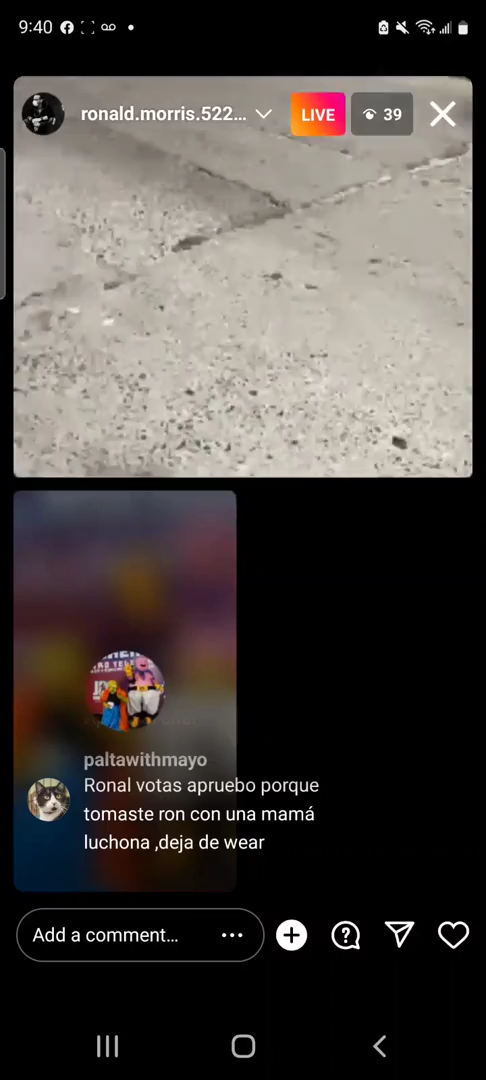 9:40
ronald.morris.522...
LIVE
39
paltawithmayo
Ronal votas apruebo porque
tomaste ron con una mamá
luchona ,deja de wear
Add a comment...